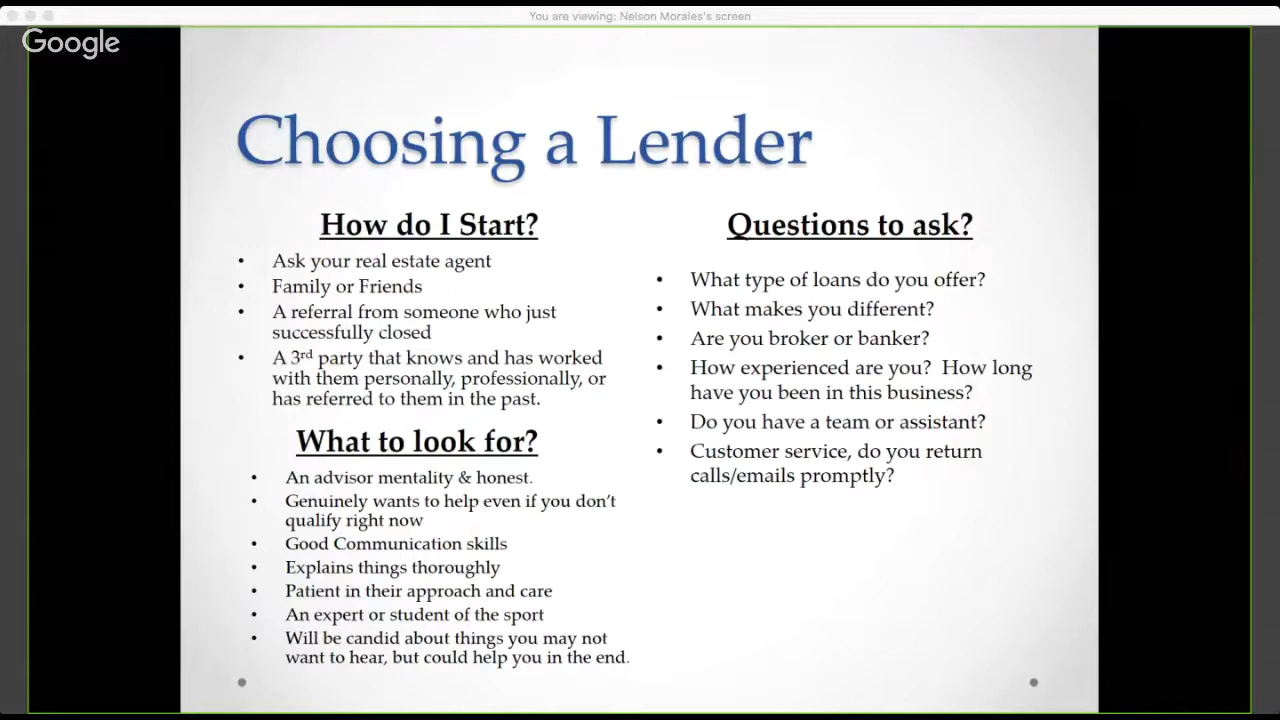 You are viewing: Nelson Morales's screen
Google
Choosing a Lender
How do I Start?
• Ask your real estate agent
• Family or Friends
• A referral from someone who just
successfully closed
• A 3rd party that knows and has worked
with them personally, professionally, or
has referred to them in the past.
What to look for?
• An advisor mentality & honest.
• Genuinely wants to help even if you don't
qualify right now
• Good Communication skills
• Explains things thoroughly
• Patient in their approach and care
• An expert or student of the sport
• Will be candid about things you may not
want to hear, but could help you in the end.
Questions to ask?
• What type of loans do you offer?
• What makes you different?
• Are you broker or banker?
• How experienced are you?  How long
have you been in this business?
• Do you have a team or assistant?
• Customer service, do you return
calls/emails promptly?